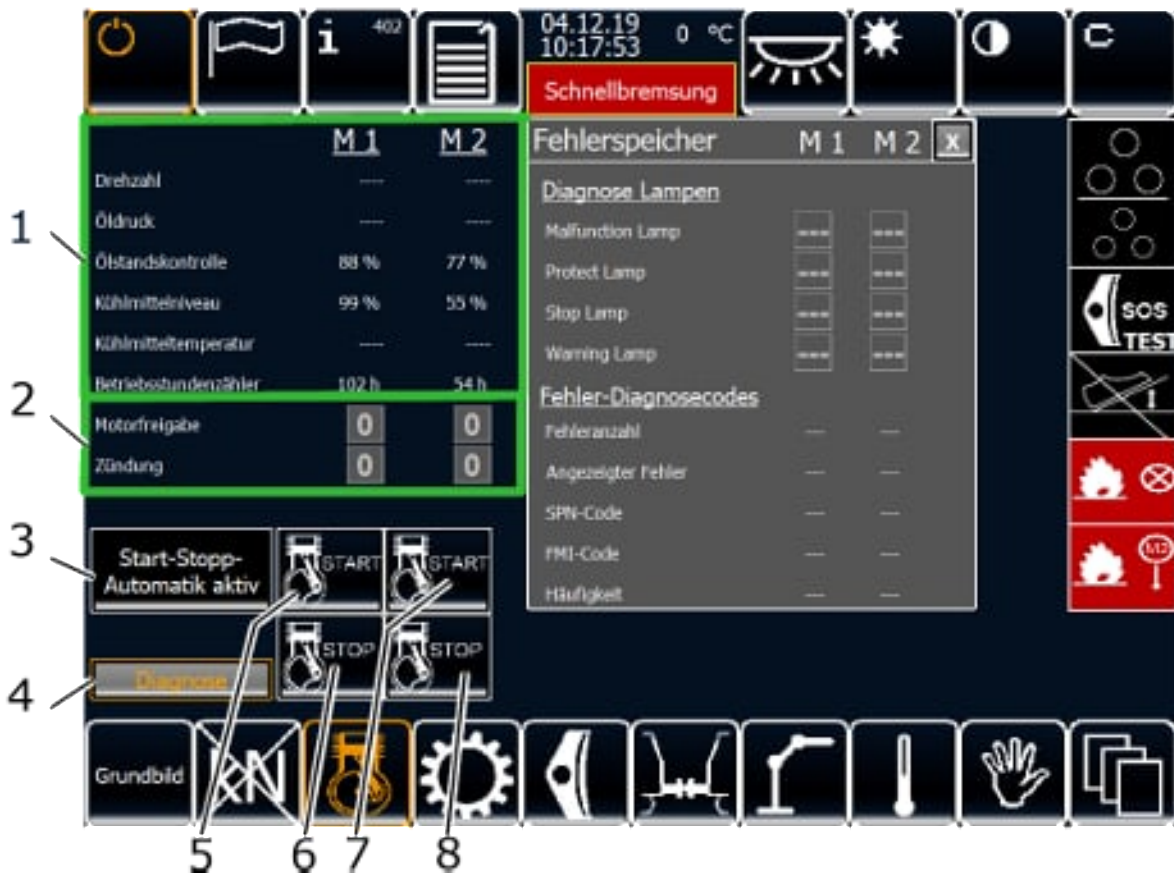 i 402
04.12.19 0 °C
10:17:53
Schnellbremsung
C
M 1 M 2
Drehzahl ---- ----
Öldruck ---- ----
Ölstandskontrolle 88 % 77 %
Kühlmittelniveau 99 % 55 %
Kühlmitteltemperatur ---- ----
Betriebsstundenzähler 102 h 54 h
Motorfreigabe 0 0
Zündung 0 0
1
2
3
4
Start-Stopp-
Automatik aktiv
Diagnose
START START
STOP STOP
Fehlerspeicher M 1 M 2 x
Diagnose Lampen
Malfunction Lamp --- ---
Protect Lamp --- ---
Stop Lamp --- ---
Warning Lamp --- ---
Fehler-Diagnosecodes
Fehleranzahl --- ---
Angezeigter Fehler --- ---
SPN-Code --- ---
FMI-Code --- ---
Häufigkeit --- ---
SOS
TEST
I
M2
Grundbild
kN
5 6 7 8